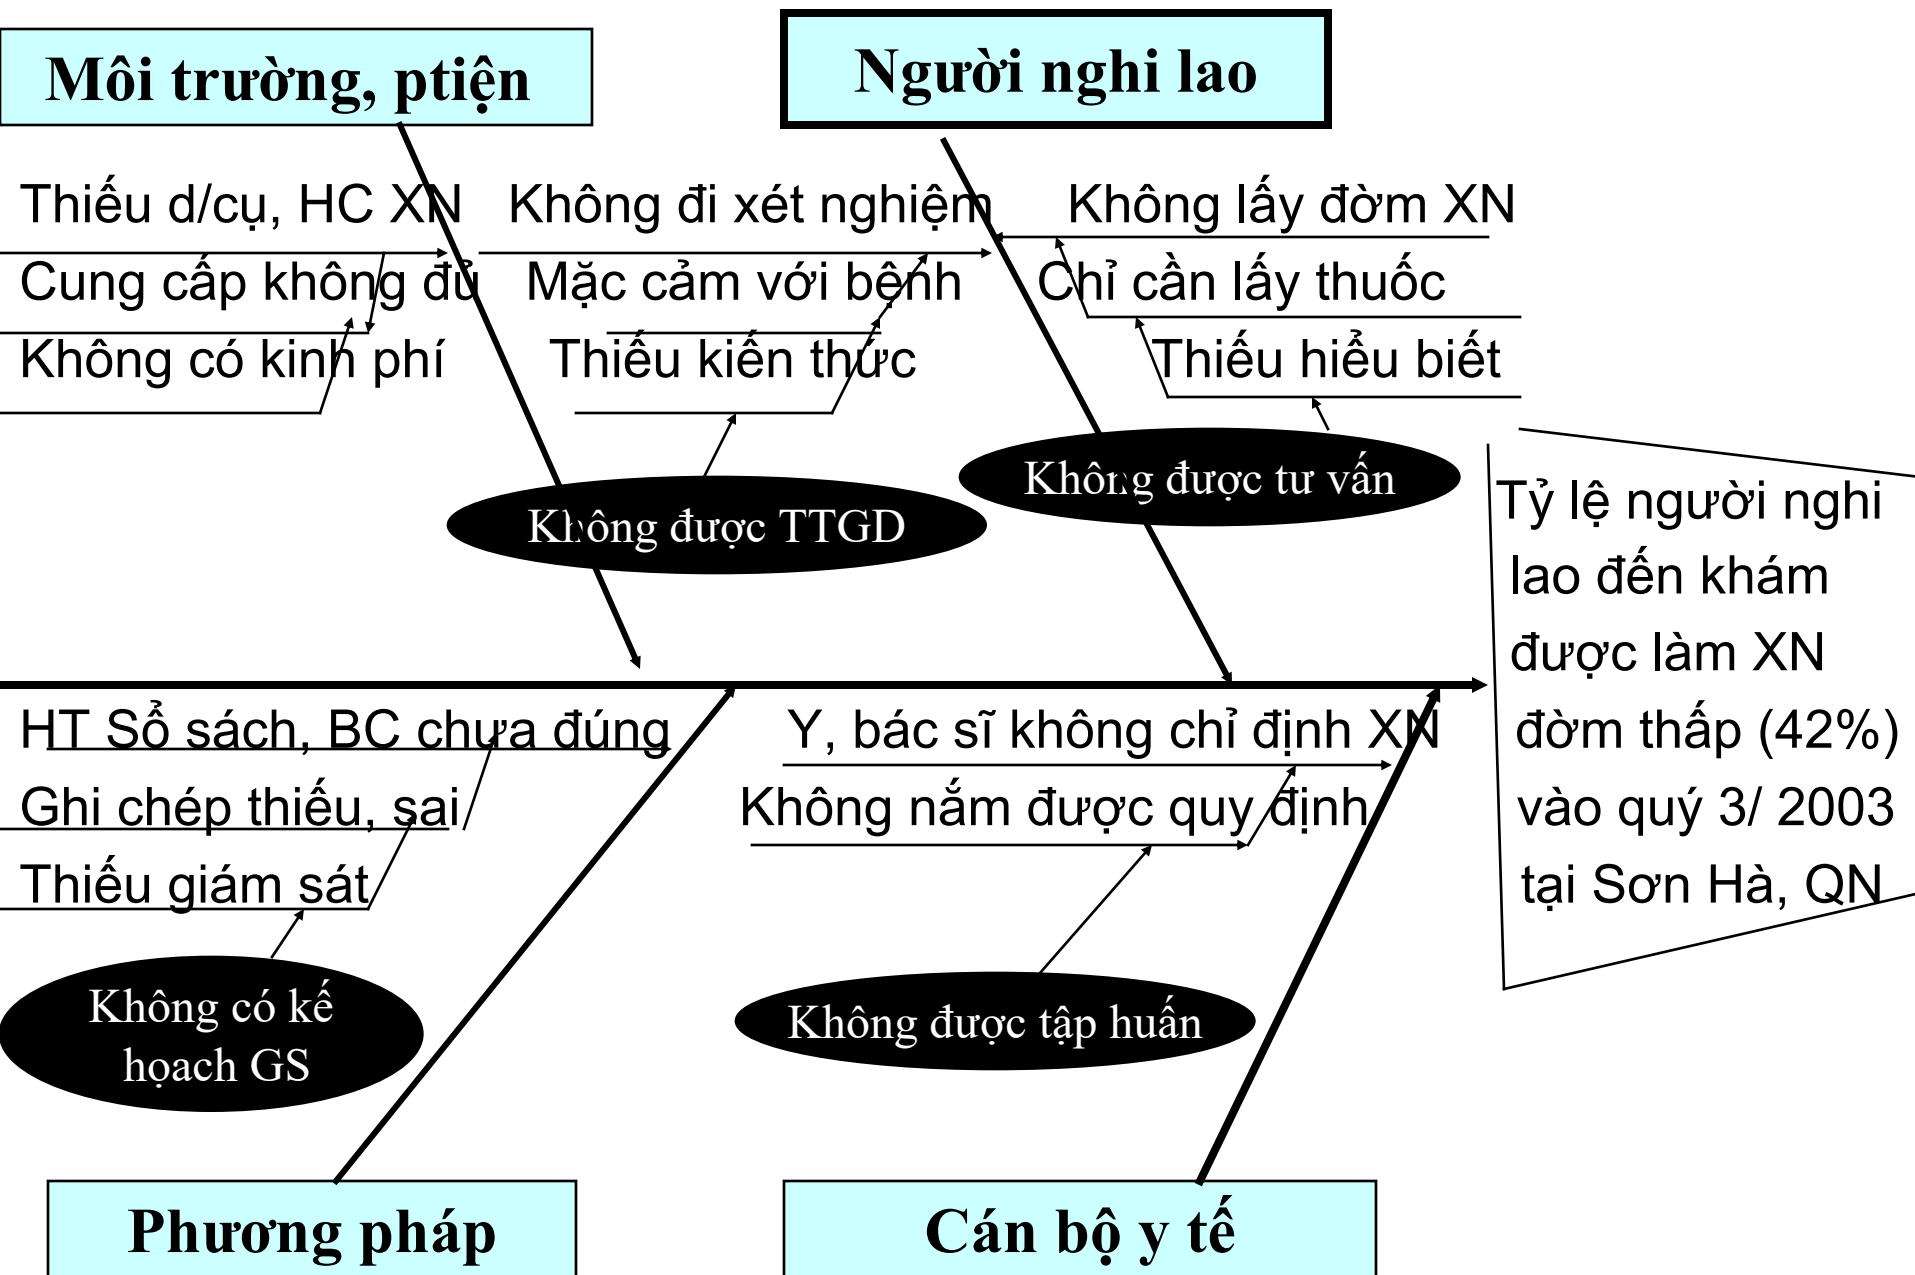 Môi trường, ptiện
Người nghi lao
Thiếu d/cụ, HC XN
Không đi xét nghiệm
Không lấy đờm XN
Cung cấp không đủ
Mặc cảm với bệnh
Chỉ cần lấy thuốc
Không có kinh phí
Thiếu kiến thức
Thiếu hiểu biết
Không được tư vấn
Không được TTGD
Tỷ lệ người nghi
lao đến khám
được làm XN
đờm thấp (42%)
vào quý 3/ 2003
tại Sơn Hà, QN
HT Sổ sách, BC chưa đúng
Y, bác sĩ không chỉ định XN
Ghi chép thiếu, sai
Không nắm được quy định
Thiếu giám sát
Không có kế
họach GS
Không được tập huấn
Phương pháp
Cán bộ y tế